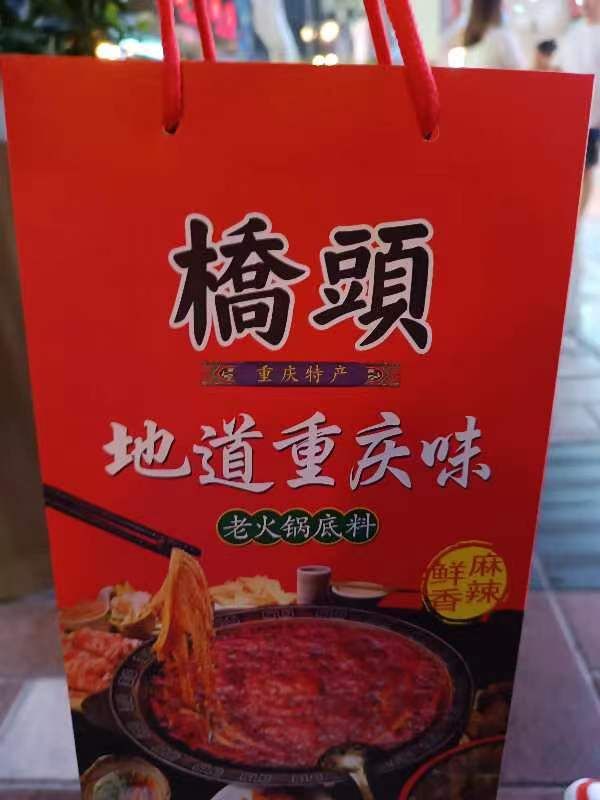 橋頭
重庆特产
地道重庆味
老火锅底料
麻辣
鲜香